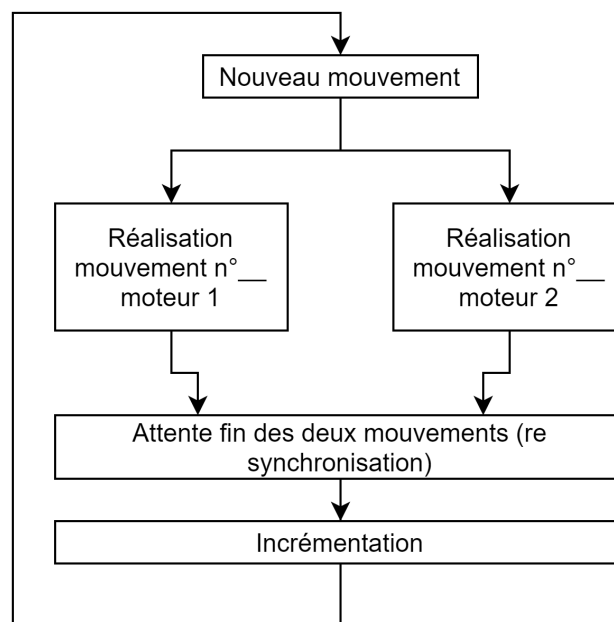 Nouveau mouvement
Réalisation
mouvement n°__
moteur 1
Réalisation
mouvement n°__
moteur 2
Attente fin des deux mouvements (re
synchronisation)
Incrémentation